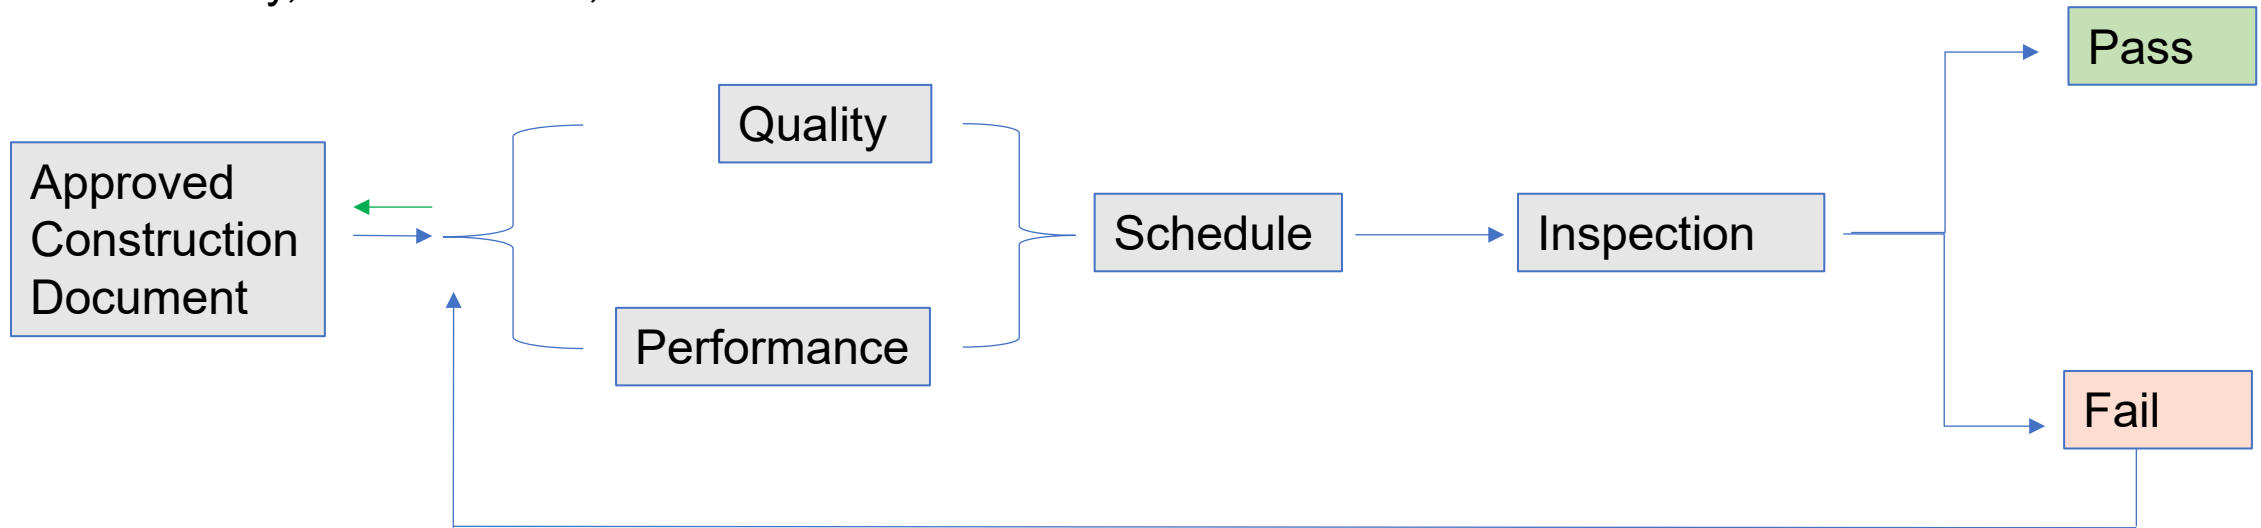 Pass
Quality
Approved
Construction
Document
Schedule
Inspection
Performance
Fail